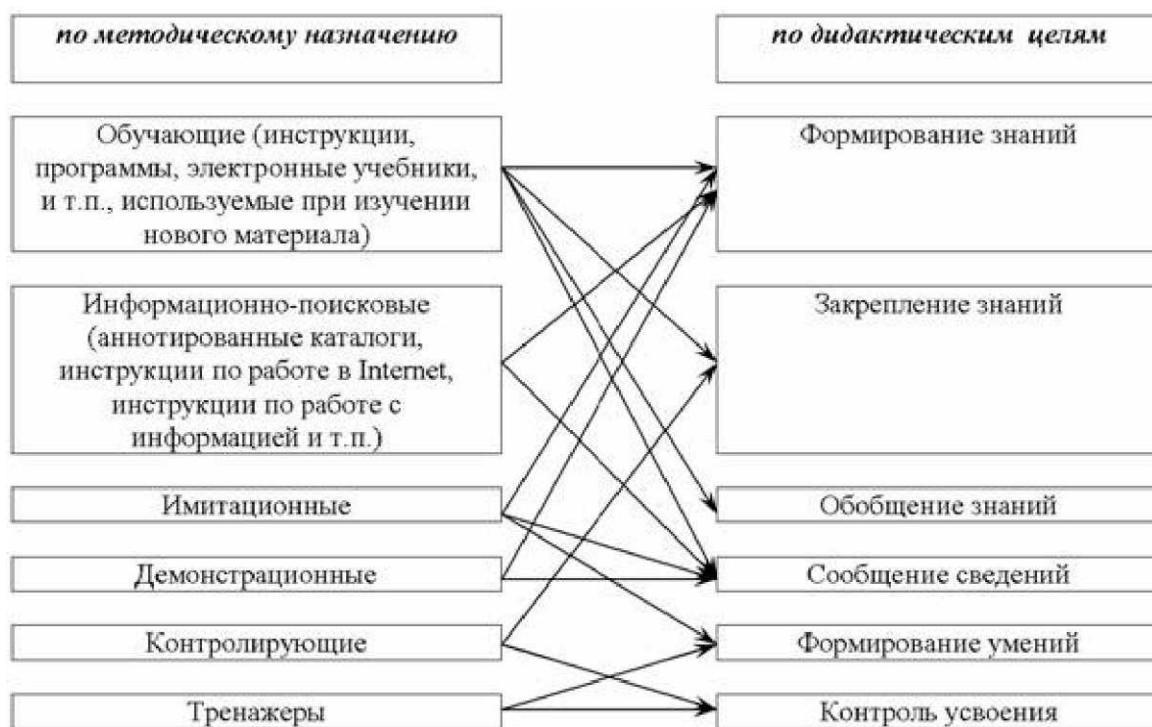 по методическому назначению
по дидактическим целям
Обучающие (инструкции,
программы, электронные учебники,
и т.п., используемые при изучении
нового материала)
Формирование знаний
Информационно-поисковые
(аннотированные каталоги,
инструкции по работе в Internet,
инструкции по работе с
информацией и т.п.)
Закрепление знаний
Имитационные
Обобщение знаний
Демонстрационные
Сообщение сведений
Контролирующие
Формирование умений
Тренажеры
Контроль усвоения